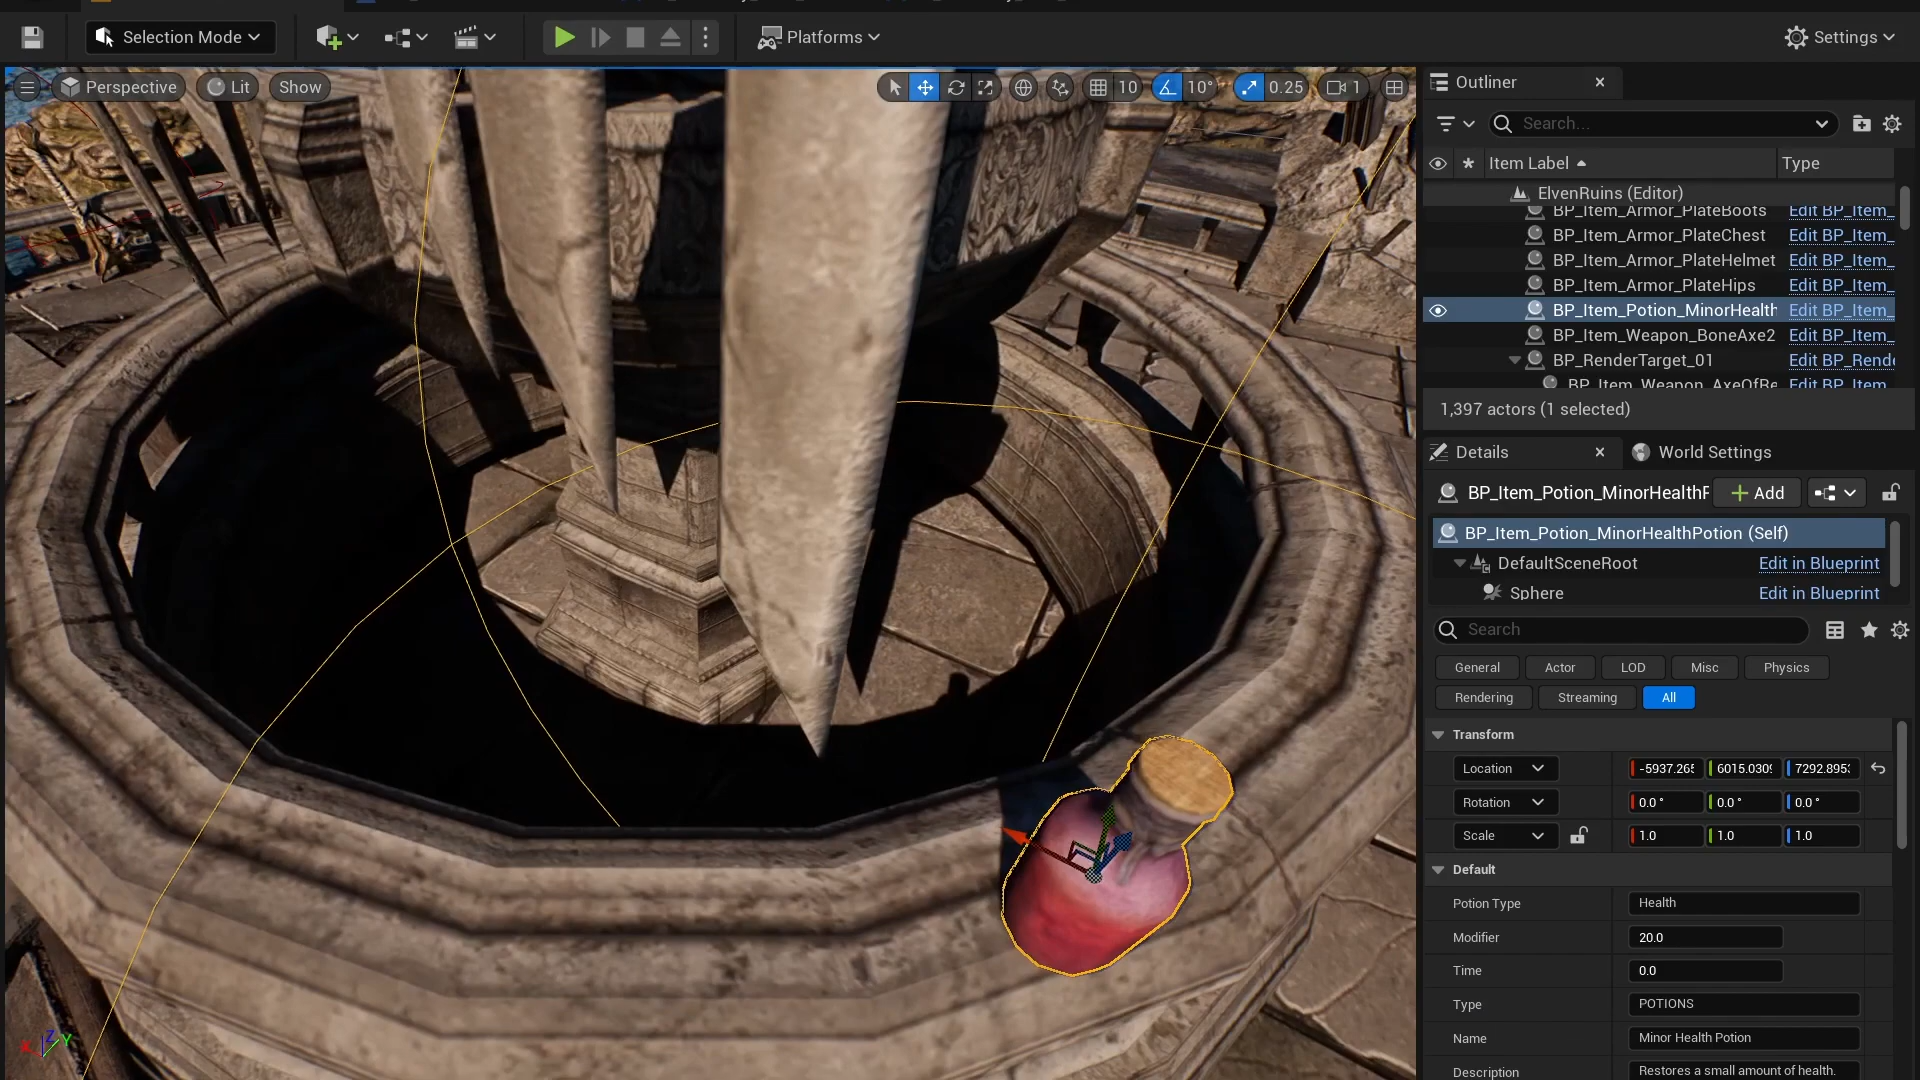 Selection Mode
Platforms
Settings
Perspective
Lit
Show
10
10°
0.25
1
Outliner
Search...
Item Label
Type
ElvenRuins (Editor)
BP_Item_Armor_PlateBoots Edit BP_Item_
BP_Item_Armor_PlateChest Edit BP_Item_
BP_Item_Armor_PlateHelmet Edit BP_Item_
BP_Item_Armor_PlateHips Edit BP_Item_
BP_Item_Potion_MinorHealth Edit BP_Item_
BP_Item_Weapon_BoneAxe2 Edit BP_Item_
BP_RenderTarget_01 Edit BP_Rende
BP_Item_Weapon_AxeOfRe Edit BP_Item
1,397 actors (1 selected)
Details
World Settings
BP_Item_Potion_MinorHealthP
Add
BP_Item_Potion_MinorHealthPotion (Self)
DefaultSceneRoot Edit in Blueprint
Sphere Edit in Blueprint
Search
General Actor LOD Misc Physics
Rendering Streaming All
Transform
Location -5937.26 6015.030 7292.895
Rotation 0.0 ° 0.0 ° 0.0 °
Scale 1.0 1.0 1.0
Default
Potion Type Health
Modifier 20.0
Time 0.0
Type POTIONS
Name Minor Health Potion
Description Restores a small amount of health.
X
Z
Y